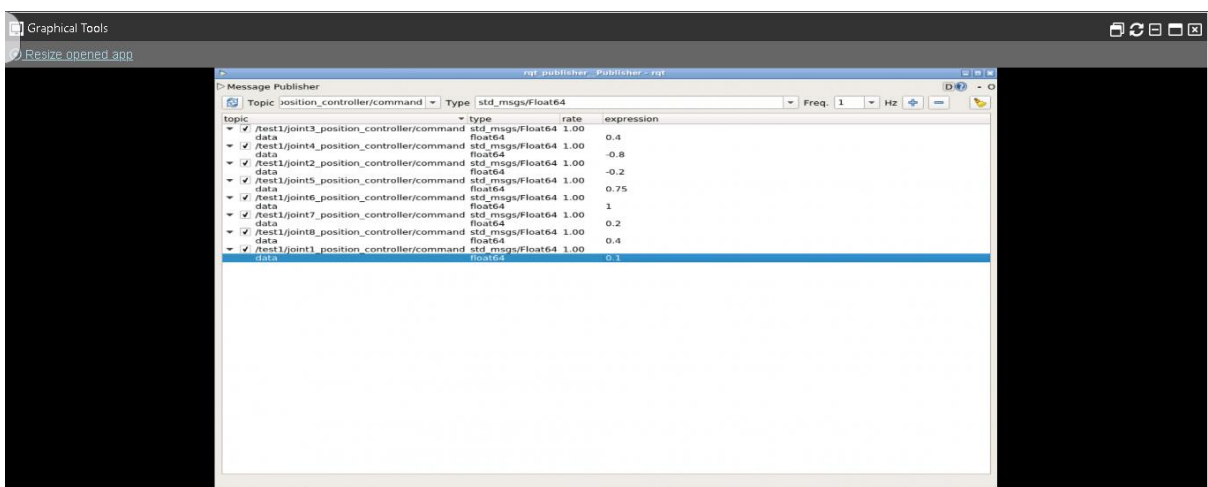 Graphical Tools
Resize opened app
rqt_publisher__Publisher - rqt
Message Publisher
D - O
Topic position_controller/command Type std_msgs/Float64 Freq. 1 Hz
topic type rate expression
/test1/joint3_position_controller/command std_msgs/Float64 1.00
data float64 0.4
/test1/joint4_position_controller/command std_msgs/Float64 1.00
data float64 -0.8
/test1/joint2_position_controller/command std_msgs/Float64 1.00
data float64 -0.2
/test1/joint5_position_controller/command std_msgs/Float64 1.00
data float64 0.75
/test1/joint6_position_controller/command std_msgs/Float64 1.00
data float64 1
/test1/joint7_position_controller/command std_msgs/Float64 1.00
data float64 0.2
/test1/joint8_position_controller/command std_msgs/Float64 1.00
data float64 0.4
/test1/joint1_position_controller/command std_msgs/Float64 1.00
data float64 0.1